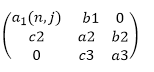 a₁(n,j) b1 0
c2 a2 b2
0 c3 a3